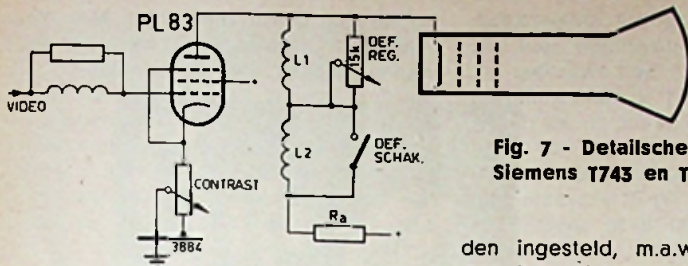 PL83
VIDEO
CONTRAST
3884
L1
L2
15k
DEF.
REG.
DEF.
SCHAK.
Ra
Fig. 7 - Detailsche
Siemens T743 en T
den ingesteld, m.a.w